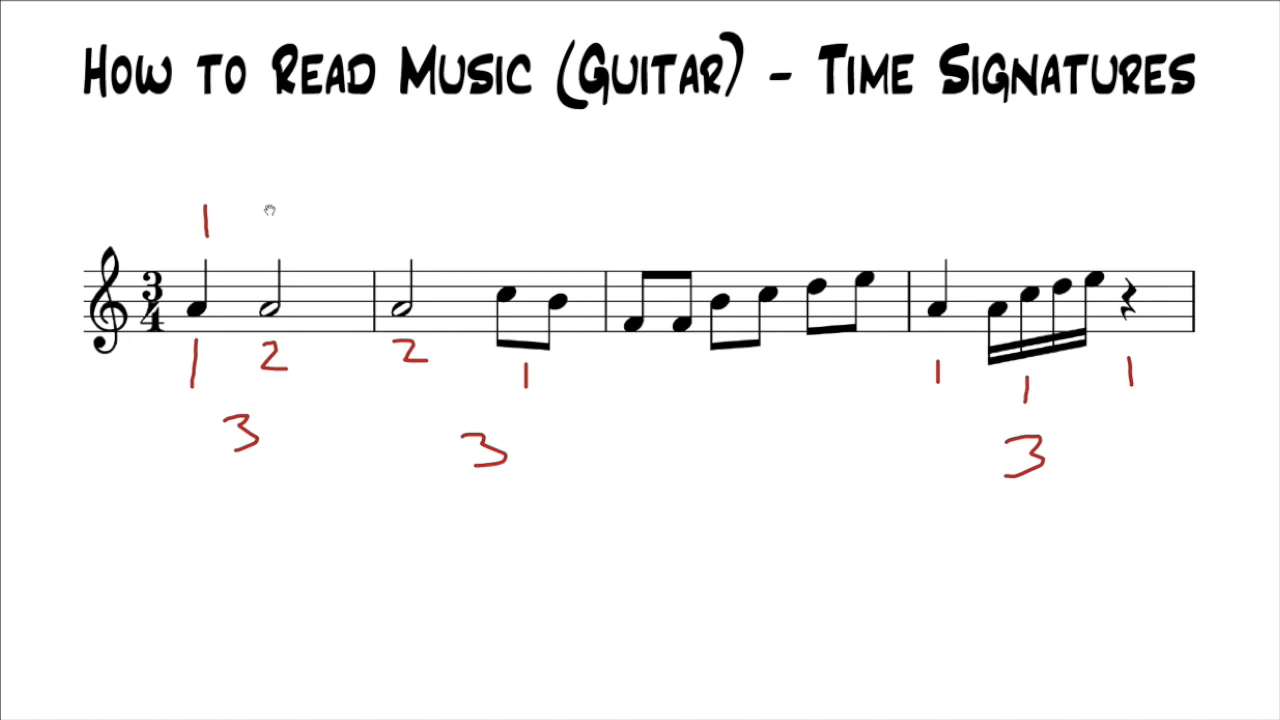 How to Read Music (Guitar) - Time Signatures
1
3
4
1 2 2 1 1 1 1
3 3 3